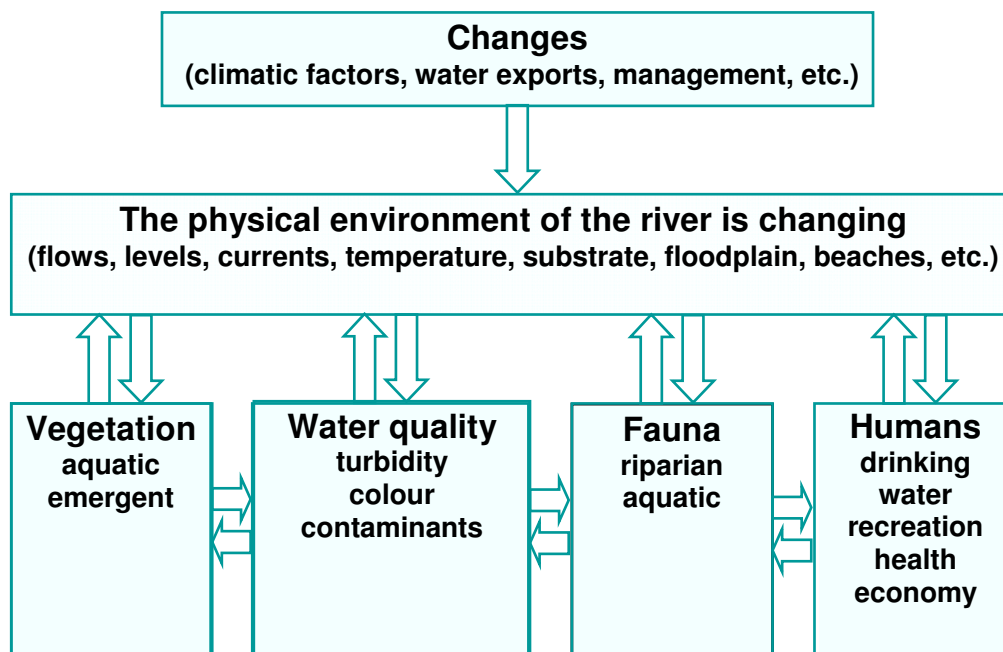 Changes
(climatic factors, water exports, management, etc.)
The physical environment of the river is changing
(flows, levels, currents, temperature, substrate, floodplain, beaches, etc.)
Vegetation
aquatic
emergent
Water quality
turbidity
colour
contaminants
Fauna
riparian
aquatic
Humans
drinking
water
recreation
health
economy